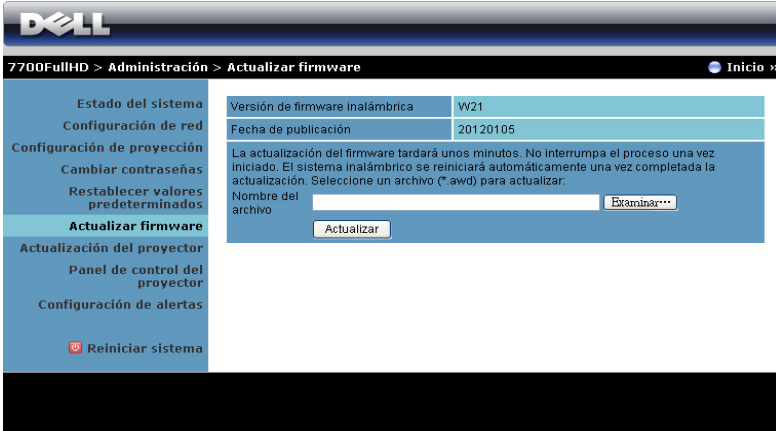 DELL
7700FullHD > Administración > Actualizar firmware
Inicio »
Estado del sistema
Configuración de red
Configuración de proyección
Cambiar contraseñas
Restablecer valores
predeterminados
Actualizar firmware
Actualización del proyector
Panel de control del
proyector
Configuración de alertas
Reiniciar sistema
Versión de firmware inalámbrica
W21
Fecha de publicación
20120105
La actualización del firmware tardará unos minutos. No interrumpa el proceso una vez
iniciado. El sistema inalámbrico se reiniciará automáticamente una vez completada la
actualización. Seleccione un archivo (*.awd) para actualizar:
Nombre del
archivo
Examinar⋯
Actualizar